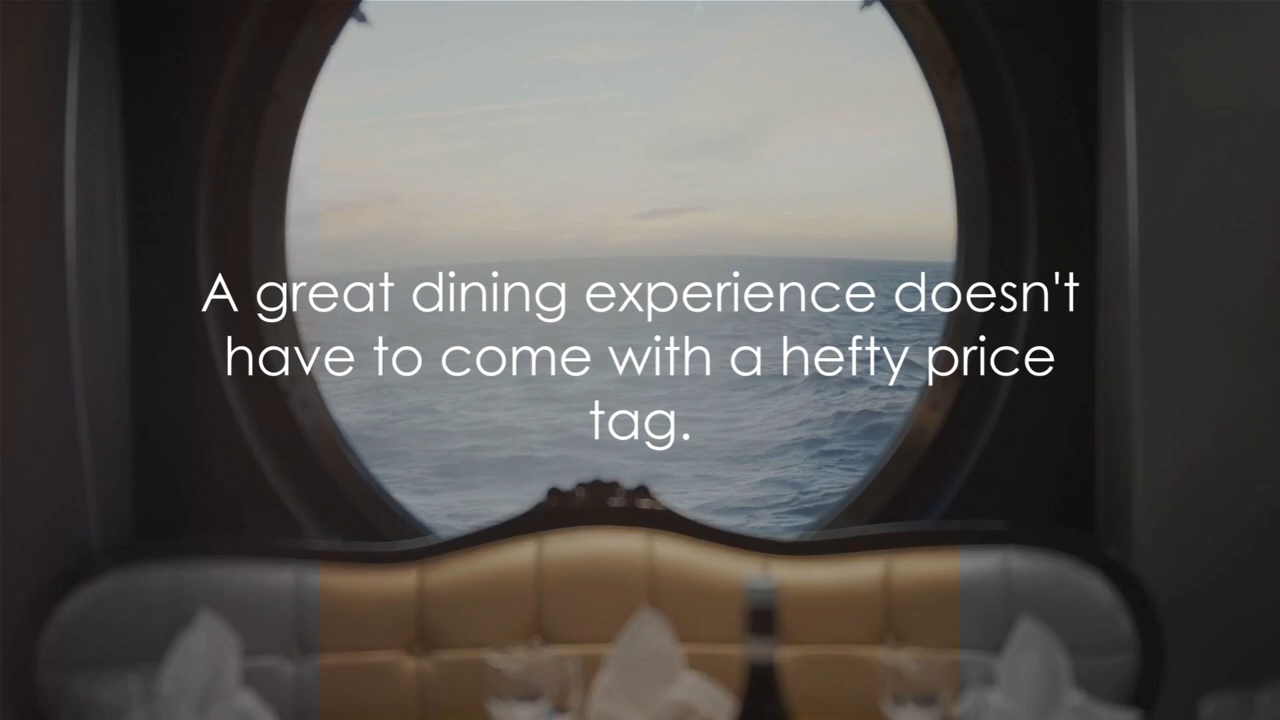 A great dining experience doesn't
have to come with a hefty price
tag.